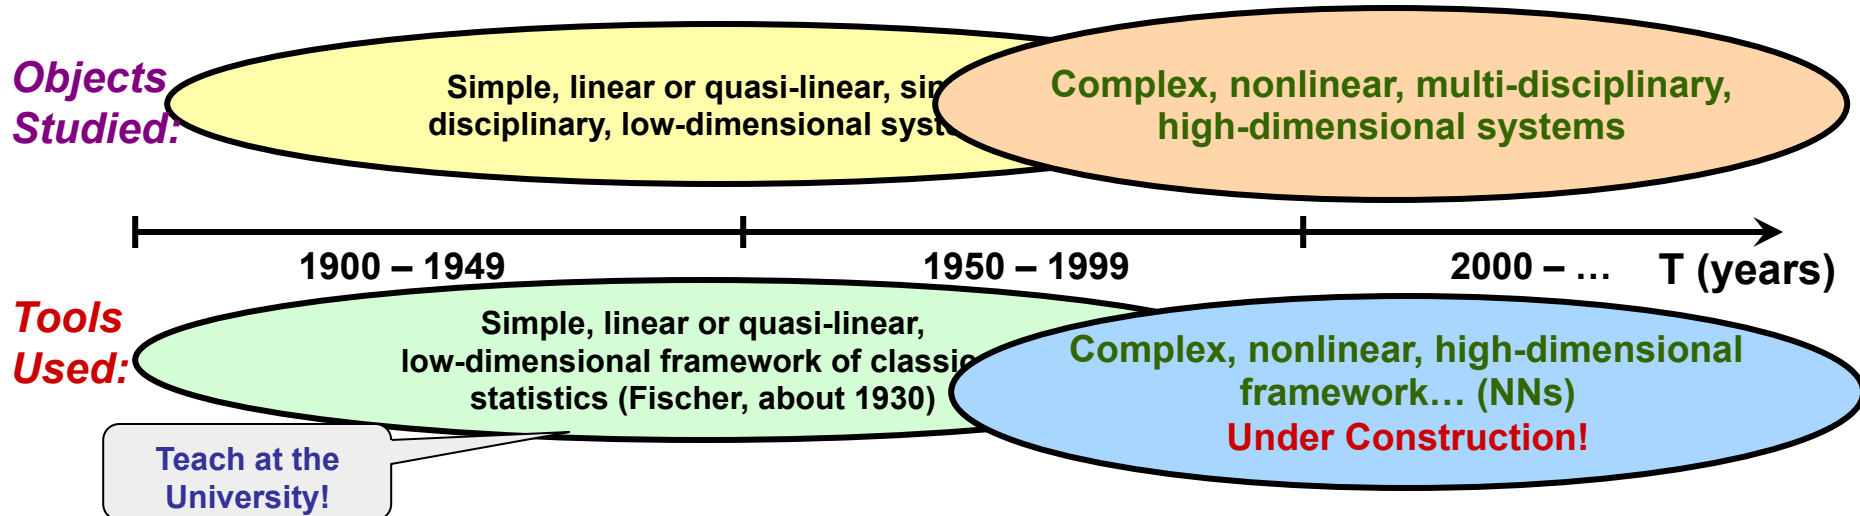 Objects
Studied:
Simple, linear or quasi-linear,
disciplinary, low-dimensional
Complex, nonlinear, multi-disciplinary,
high-dimensional systems
1900 – 1949
1950 – 1999
2000 – …
T (years)
Tools
Used:
Simple, linear or quasi-linear,
low-dimensional framework of classic
statistics (Fischer, about 1930)
Complex, nonlinear, high-dimensional
framework… (NNs)
Under Construction!
Teach at the
University!